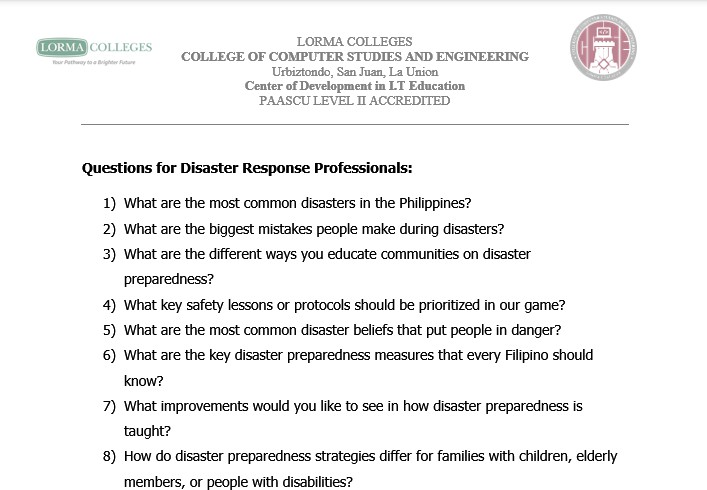 LORMA COLLEGES
Your Pathway to a Brighter Future
LORMA COLLEGES
COLLEGE OF COMPUTER STUDIES AND ENGINEERING
Urbiztondo, San Juan, La Union
Center of Development in I.T Education
PAASCU LEVEL II ACCREDITED
Questions for Disaster Response Professionals:
1) What are the most common disasters in the Philippines?
2) What are the biggest mistakes people make during disasters?
3) What are the different ways you educate communities on disaster
preparedness?
4) What key safety lessons or protocols should be prioritized in our game?
5) What are the most common disaster beliefs that put people in danger?
6) What are the key disaster preparedness measures that every Filipino should
know?
7) What improvements would you like to see in how disaster preparedness is
taught?
8) How do disaster preparedness strategies differ for families with children, elderly
members, or people with disabilities?